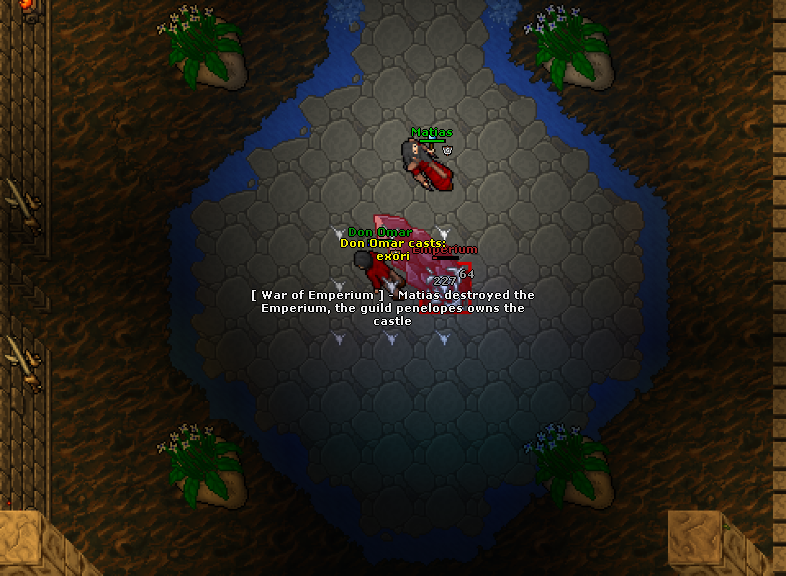 Matias
Don Omar
Don Omar casts:
Emperium
exori
64
227
[ War of Emperium ] - Matias destroyed the
Emperium, the guild penelopes owns the
castle